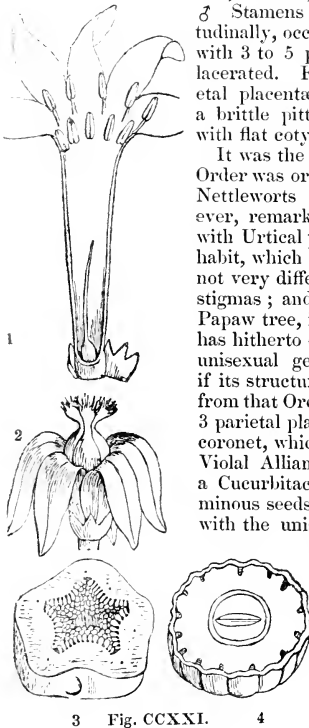 ♂ Stamens
tudinally, occ
with 3 to 5 p
lacerated. F
etal placentæ
a brittle pitt
with flat coty
It was the
Order was or
Nettleworts
ever, remark
with Urtical
habit, which
not very diffe
stigmas ; and
Papaw tree,
has hitherto
unisexual ge
if its structu
from that Ord
3 parietal pla
coronet, whic
Violal Allian
a Cucurbitac
minous seeds
with the uni
1
2
3 Fig. CCXXI. 4